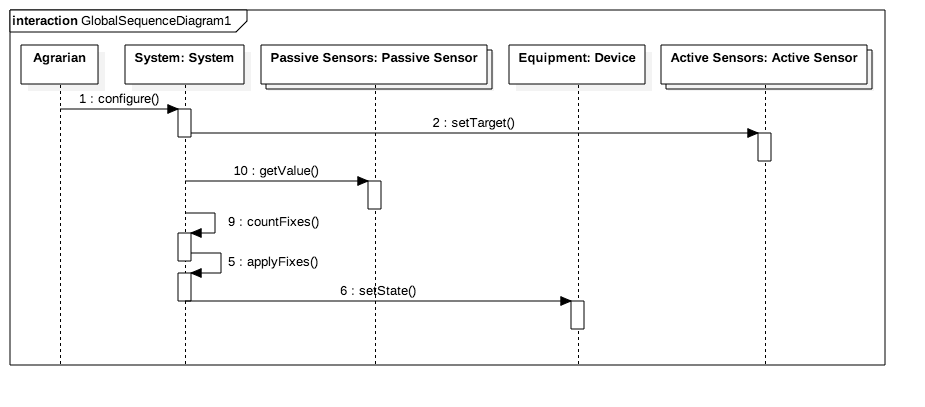 interaction GlobalSequenceDiagram1
Agrarian
System: System
Passive Sensors: Passive Sensor
Equipment: Device
Active Sensors: Active Sensor
1 : configure()
2 : setTarget()
10 : getValue()
9 : countFixes()
5 : applyFixes()
6 : setState()